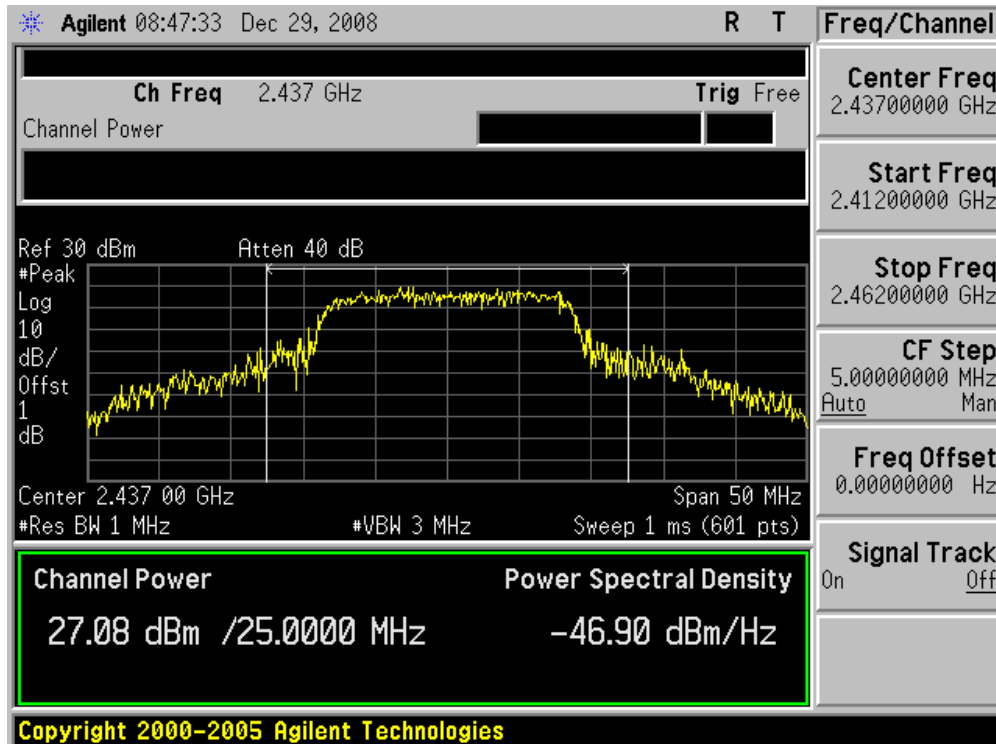 Agilent 08:47:33 Dec 29, 2008 R T
Ch Freq 2.437 GHz Trig Free
Channel Power
Ref 30 dBm Atten 40 dB
#Peak
Log
10
dB/
Offst
1
dB
Center 2.437 00 GHz Span 50 MHz
#Res BW 1 MHz #VBW 3 MHz Sweep 1 ms (601 pts)
Channel Power Power Spectral Density
27.08 dBm /25.0000 MHz -46.90 dBm/Hz
Copyright 2000-2005 Agilent Technologies
Freq/Channel
Center Freq
2.43700000 GHz
Start Freq
2.41200000 GHz
Stop Freq
2.46200000 GHz
CF Step
5.00000000 MHz
Auto Man
Freq Offset
0.00000000 Hz
Signal Track
On Off